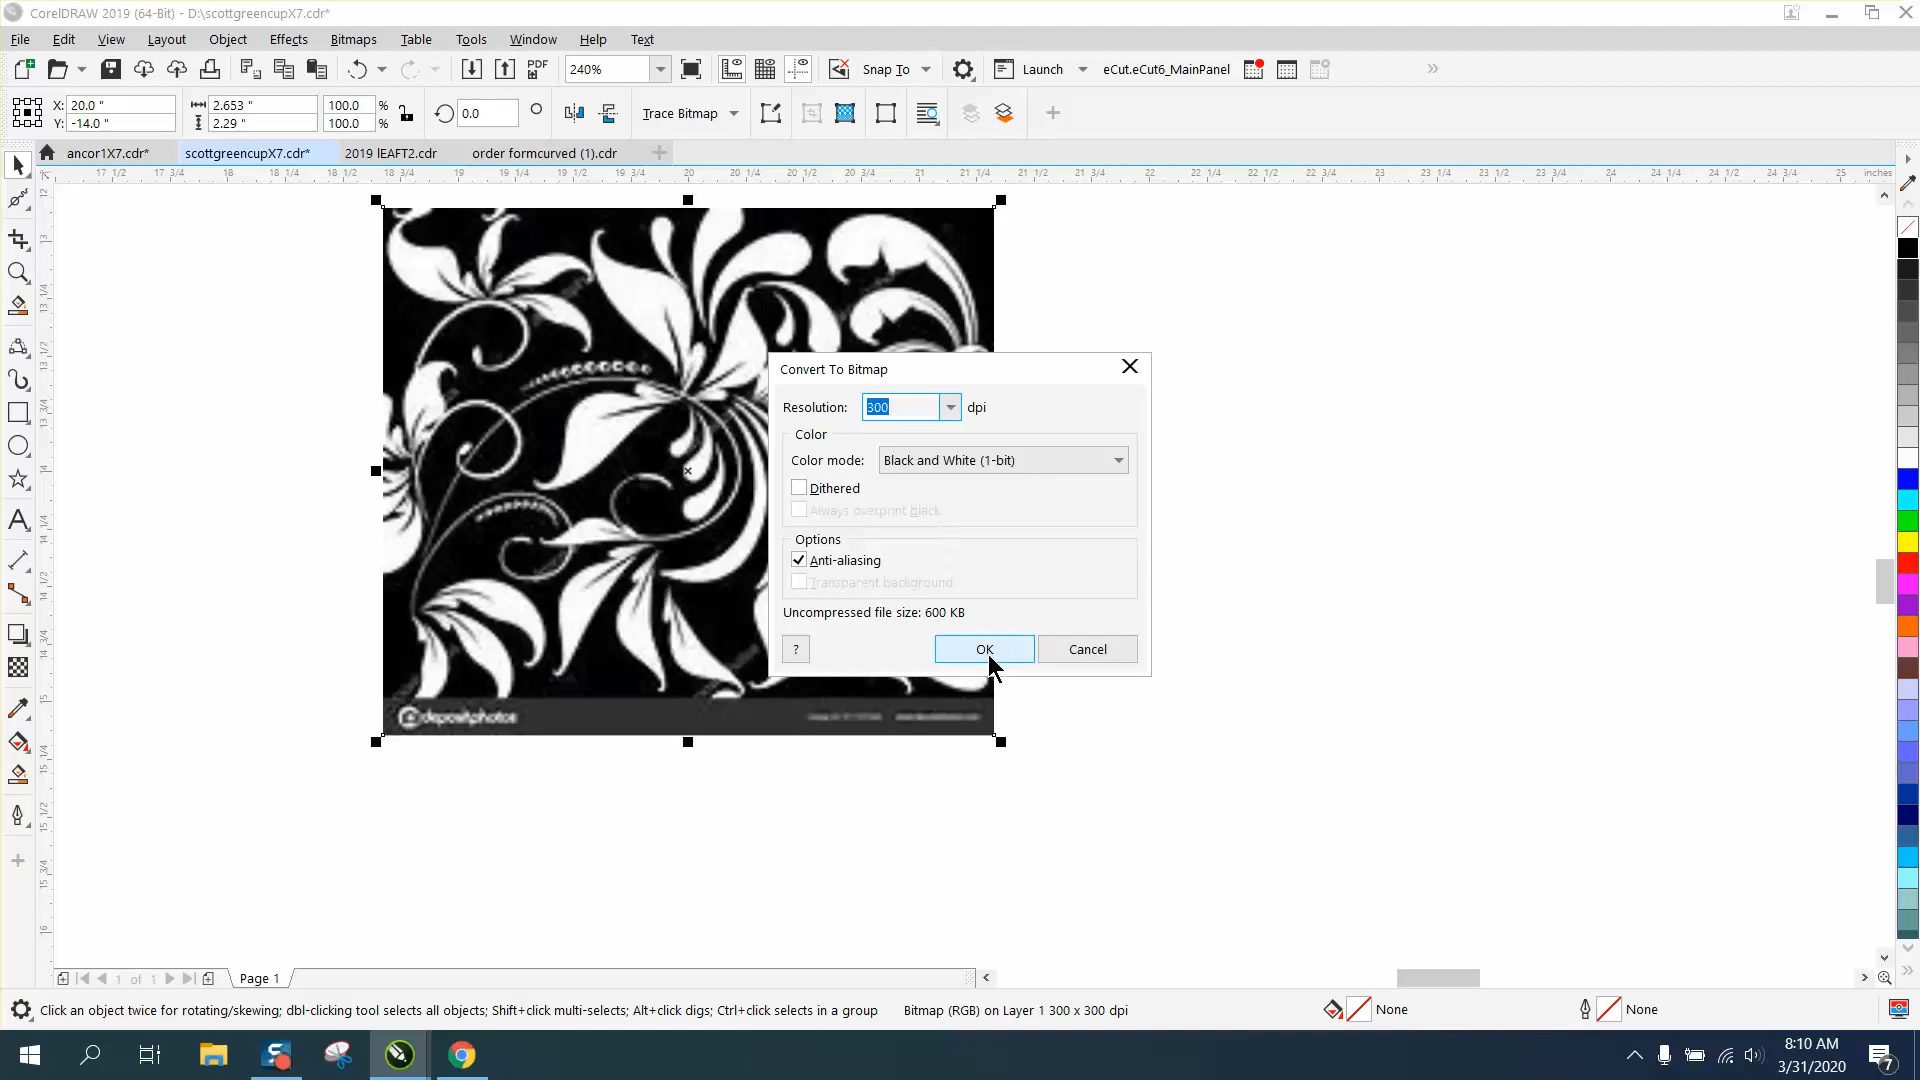 CorelDRAW 2019 (64-Bit) - D:\scottgreencupX7.cdr*
File Edit View Layout Object Effects Bitmaps Table Tools Window Help Text
PDF 240% Snap To Launch eCut.eCut6_MainPanel
X: 20.0 " 2.653 " 100.0 % 0.0 Trace Bitmap
Y: -14.0 " 2.29 " 100.0 %
ancor1X7.cdr* scottgreencupX7.cdr* 2019 lEAFT2.cdr order formcurved (1).cdr
17 1/2 17 3/4 18 18 1/4 18 1/2 18 3/4 19 19 1/4 19 1/2 19 3/4 20 20 1/4 20 1/2 20 3/4 21 21 1/4 21 1/2 21 3/4 22 22 1/4 22 1/2 22 3/4 23 23 1/4 23 1/2 23 3/4 24 24 1/4 24 1/2 24 3/4 25 inches
Convert To Bitmap
Resolution: 300 dpi
Color
Color mode: Black and White (1-bit)
Dithered
Always overprint black
Options
Anti-aliasing
Transparent background
Uncompressed file size: 600 KB
? OK Cancel
depositphotos
1 of 1 Page 1
Click an object twice for rotating/skewing; dbl-clicking tool selects all objects; Shift+click multi-selects; Alt+click digs; Ctrl+click selects in a group Bitmap (RGB) on Layer 1 300 x 300 dpi None None
8:10 AM
3/31/2020
7